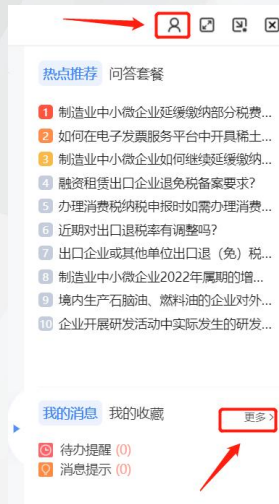 热点推荐 问答套餐
1 制造业中小微企业延缓缴纳部分税费...
2 如何在电子发票服务平台中开具稀土...
3 制造业中小微企业如何继续延缓缴纳...
4 融资租赁出口企业退免税备案要求?
5 办理消费税纳税申报时如需办理消费...
6 近期对出口退税率有调整吗?
7 出口企业或其他单位出口退（免）税...
8 制造业中小微企业2022年属期的增...
9 境内生产石脑油、燃料油的企业对外...
10 企业开展研发活动中实际发生的研发...
我的消息 我的收藏 更多>
待办提醒 (0)
消息提示 (0)